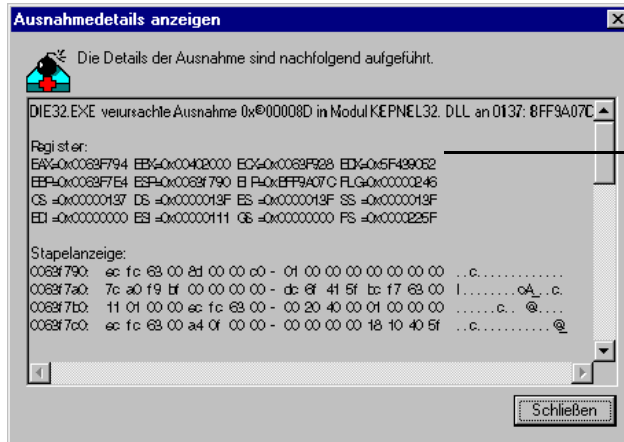 Ausnahmedetails anzeigen
Die Details der Ausnahme sind nachfolgend aufgeführt.
DIE32.EXE verursachte Ausnahme 0x©00008D in Modul KEPNEL32. DLL an 0137: 8FF9A07C
Register:
EAX=0x0063F794 EBX=0x00402000 ECX=0x0063F928 EDX=0x5F439052
EBP=0x0063F7E4 ESP=0x0063f790 EIP=0xBFF9A07C FLG=0x00000246
CS =0x00000137 DS =0x0000013F ES =0x0000013F SS =0x0000013F
EDI =0x00000000 ESI =0x00000111 GS =0x00000000 FS =0x0000225F
Stapelanzeige:
0063f790: ec fc 63 00 8d 00 00 c0 - 01 00 00 00 00 00 00 00 ..c.............
0063f7a0: 7c a0 f9 bf 00 00 00 00 - dc 6f 41 5f bc f7 63 00 l........oA_..c.
0063f7b0: 11 01 00 00 ec fc 63 00 - 00 20 40 00 01 00 00 00 ......c.. @....
0063f7c0: ec fc 63 00 a4 0f 00 00 - 00 00 00 00 18 10 40 5f ..c...........@_
Schließen